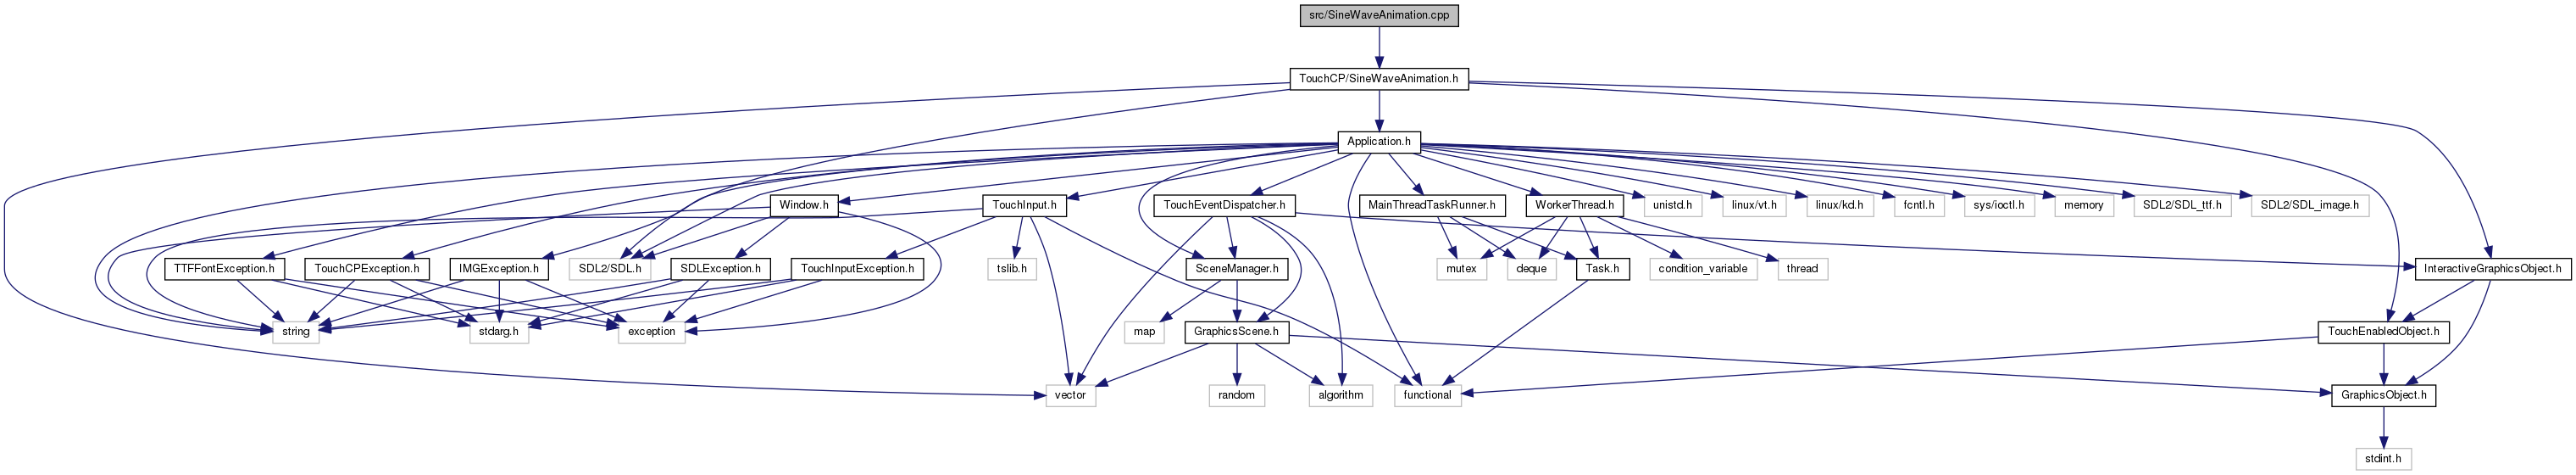 src/SineWaveAnimation.cpp
TouchCP/SineWaveAnimation.h
Application.h
Window.h
TouchInput.h
TouchEventDispatcher.h
MainThreadTaskRunner.h
WorkerThread.h
unistd.h
linux/vt.h
linux/kd.h
fcntl.h
sys/ioctl.h
memory
SDL2/SDL_ttf.h
SDL2/SDL_image.h
TTFFontException.h
TouchCPException.h
IMGException.h
SDL2/SDL.h
SDLException.h
TouchInputException.h
tslib.h
SceneManager.h
mutex
deque
Task.h
condition_variable
thread
InteractiveGraphicsObject.h
string
stdarg.h
exception
map
GraphicsScene.h
TouchEnabledObject.h
vector
random
algorithm
functional
GraphicsObject.h
stdint.h